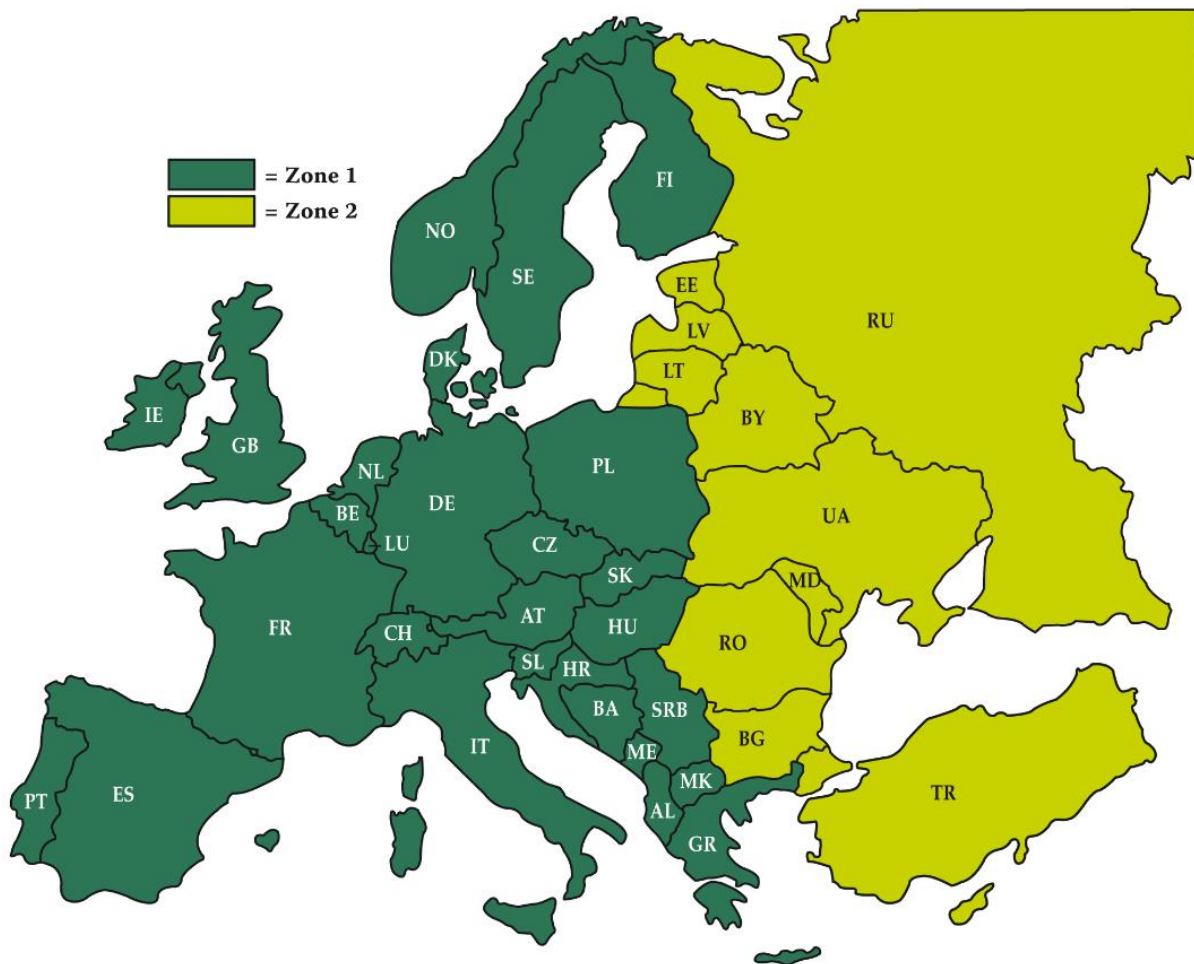 = Zone 1
= Zone 2
FI
NO
SE
EE
RU
LV
DK
LT
IE
BY
GB
NL
PL
DE
BE
UA
LU
CZ
SK
MD
AT
FR
CH
HU
RO
SL
HR
BA
SRB
BG
ME
IT
MK
TR
PT
ES
AL
GR